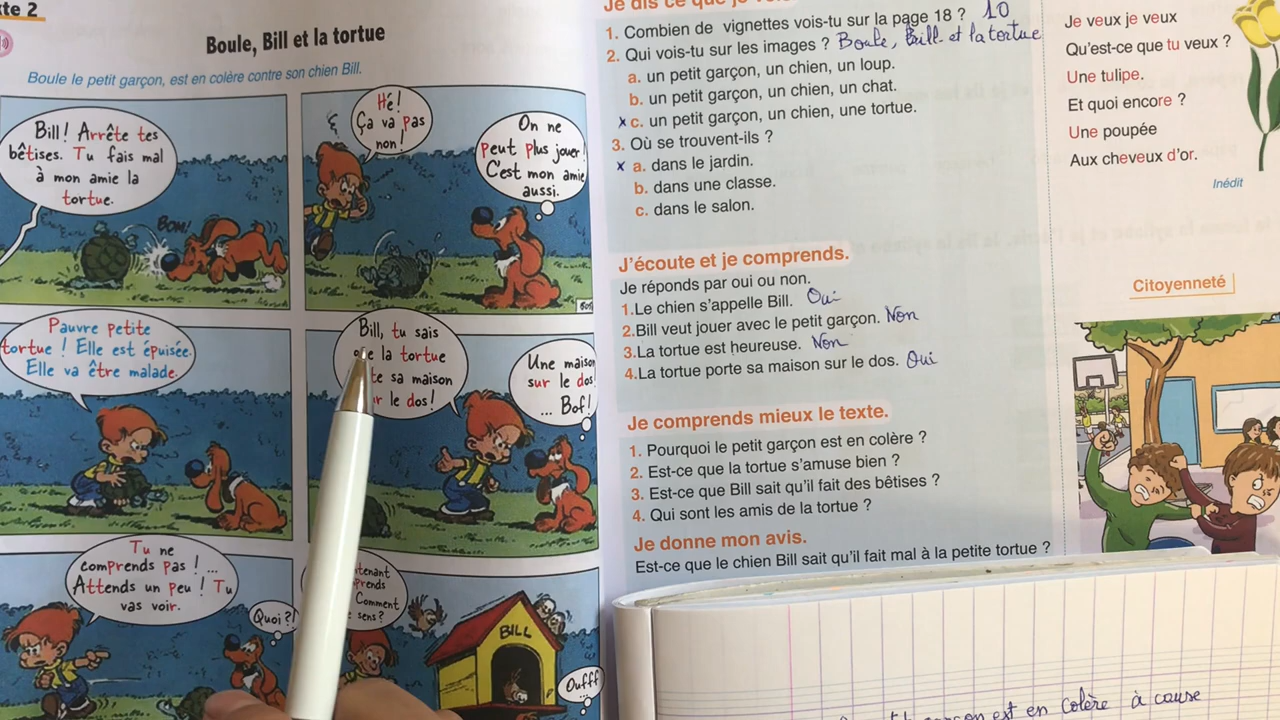 te 2
Boule, Bill et la tortue
Boule le petit garçon, est en colère contre son chien Bill.
Bill! Arrête tes
bêtises. Tu fais mal
à mon amie la
tortue.
BOM!
Hé!
Ça va pas
non!
On ne
peut plus jouer!
C'est mon amie
aussi.
Pauvre petite
tortue ! Elle est épuisée.
Elle va être malade.
Bill, tu sais
la tortue
te sa maison
r le dos!
Une maison
sur le dos!
... Bof!
Tu ne
comprends pas ! ...
Attends un peu ! Tu
vas voir.
Quoi ?!
tenant
prends
Comment
sens?
BILL
Oufff
Je dis ce que je vois.
1. Combien de vignettes vois-tu sur la page 18 ? 10
2. Qui vois-tu sur les images ? Boule, Bill et la tortue
a. un petit garçon, un chien, un loup.
b. un petit garçon, un chien, un chat.
x c. un petit garçon, un chien, une tortue.
3. Où se trouvent-ils ?
x a. dans le jardin.
b. dans une classe.
c. dans le salon.
J'écoute et je comprends.
Je réponds par oui ou non.
1.Le chien s'appelle Bill. Oui
2.Bill veut jouer avec le petit garçon. Non
3.La tortue est heureuse. Non
4.La tortue porte sa maison sur le dos. Oui
Je comprends mieux le texte.
1. Pourquoi le petit garçon est en colère ?
2. Est-ce que la tortue s'amuse bien ?
3. Est-ce que Bill sait qu'il fait des bêtises ?
4. Qui sont les amis de la tortue ?
Je donne mon avis.
Est-ce que le chien Bill sait qu'il fait mal à la petite tortue ?
Je veux je veux
Qu'est-ce que tu veux ?
Une tulipe.
Et quoi encore ?
Une poupée
Aux cheveux d'or.
Inédit
Citoyenneté
est en colère à cause